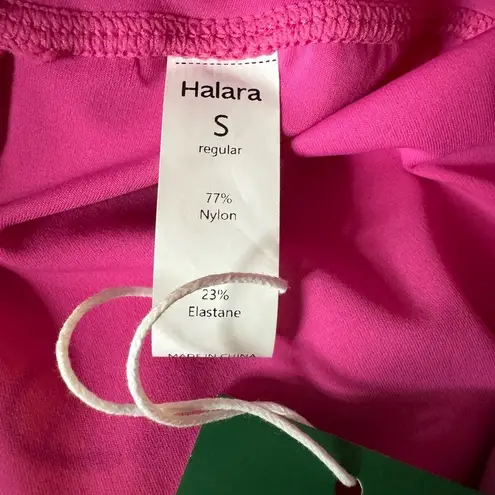 Halara
S
regular
77%
Nylon
23%
Elastane
MADE IN CHINA